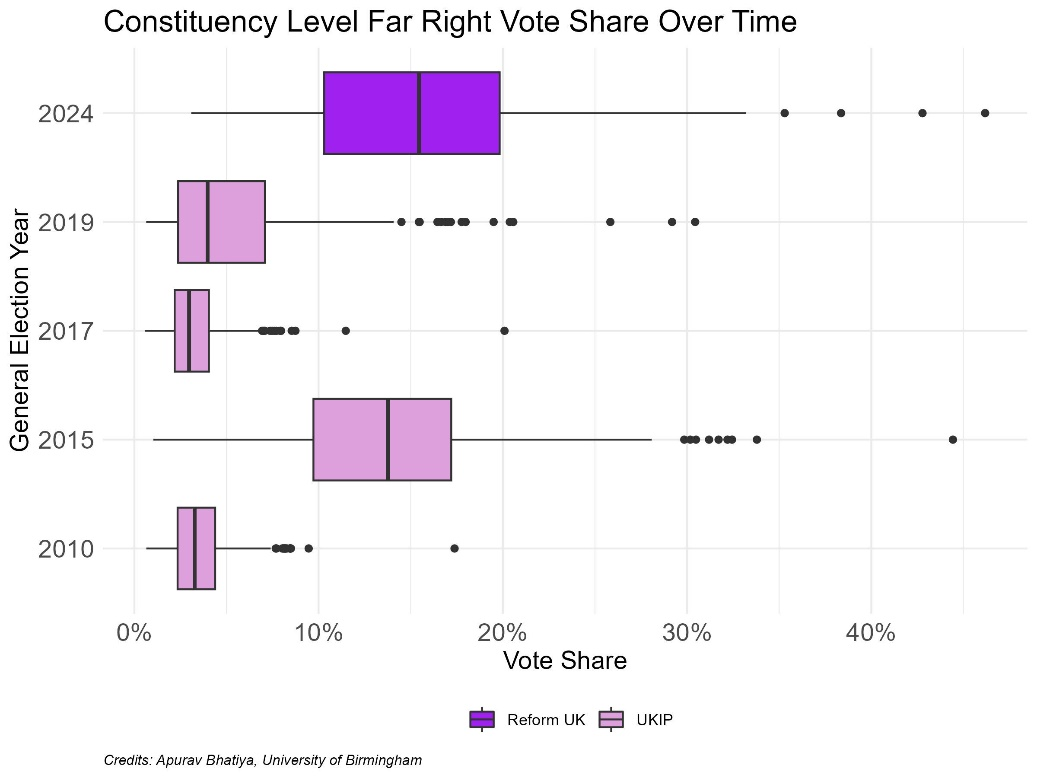 Constituency Level Far Right Vote Share Over Time
General Election Year
2024
2019
2017
2015
2010
0% 10% 20% 30% 40%
Vote Share
Reform UK UKIP
Credits: Apurav Bhatiya, University of Birmingham